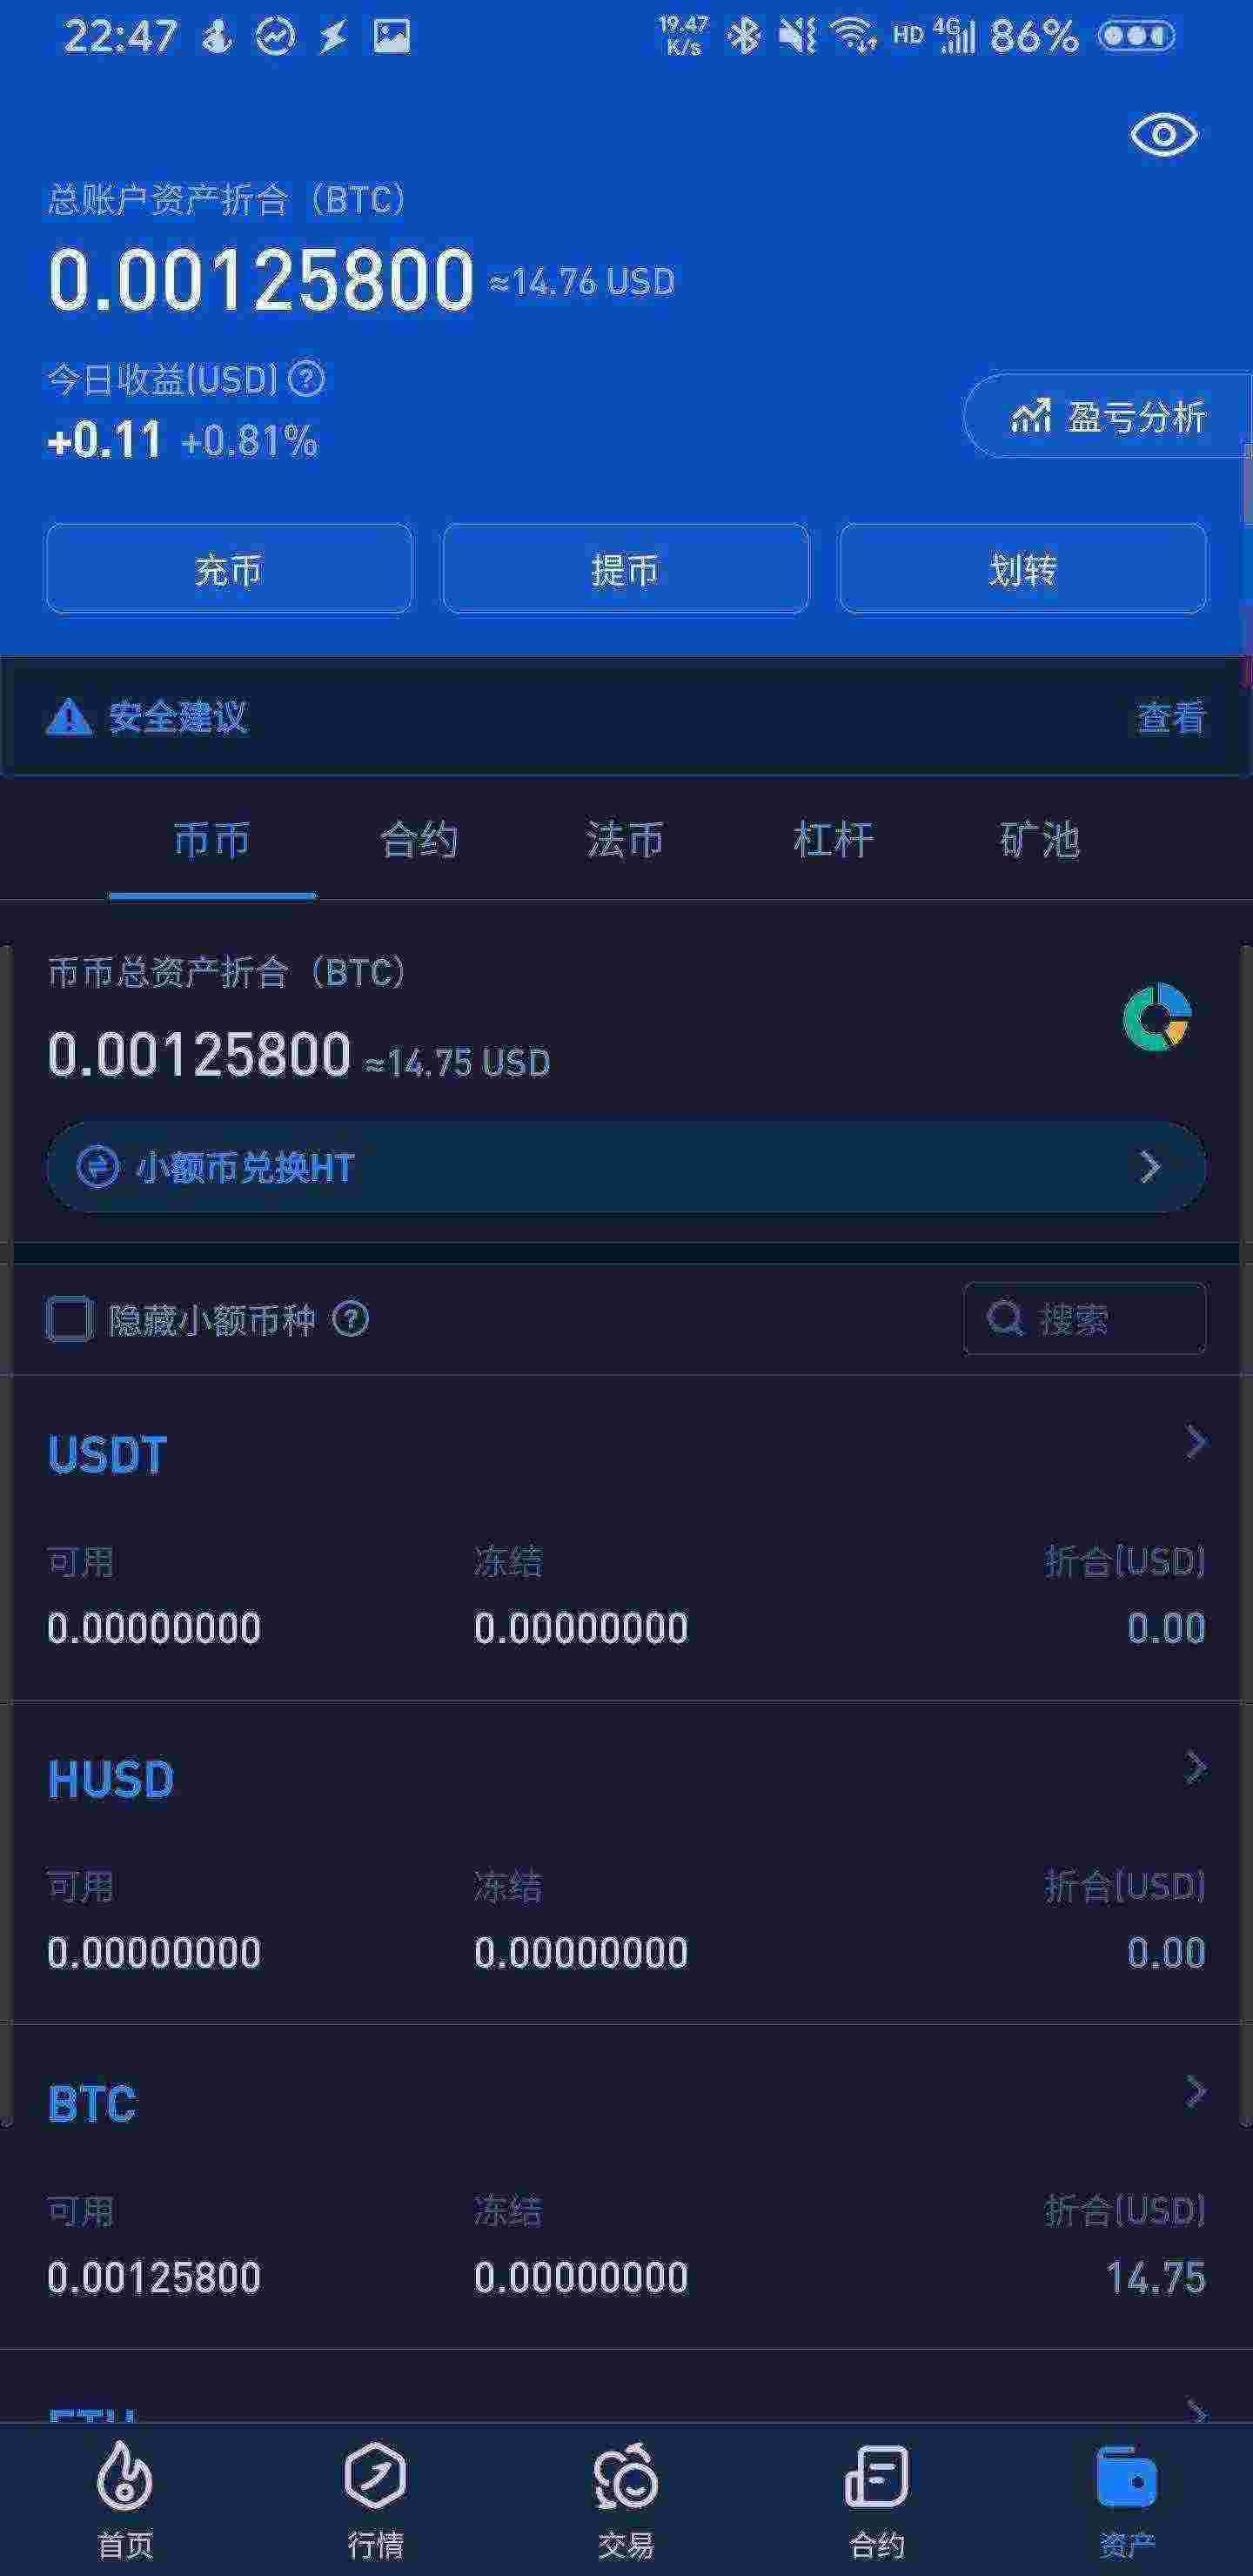 22:47 19.47 K/s HD 4G 86%
总账户资产折合（BTC）
0.00125800 ≈14.76 USD
今日收益(USD) ?
+0.11 +0.81%
盈亏分析
充币 提币 划转
安全建议 查看
币币 合约 法币 杠杆 矿池
币币总资产折合（BTC）
0.00125800 ≈14.75 USD
小额币兑换HT
隐藏小额币种 ? 搜索
USDT
可用 冻结 折合(USD)
0.00000000 0.00000000 0.00
HUSD
可用 冻结 折合(USD)
0.00000000 0.00000000 0.00
BTC
可用 冻结 折合(USD)
0.00125800 0.00000000 14.75
首页 行情 交易 合约 资产